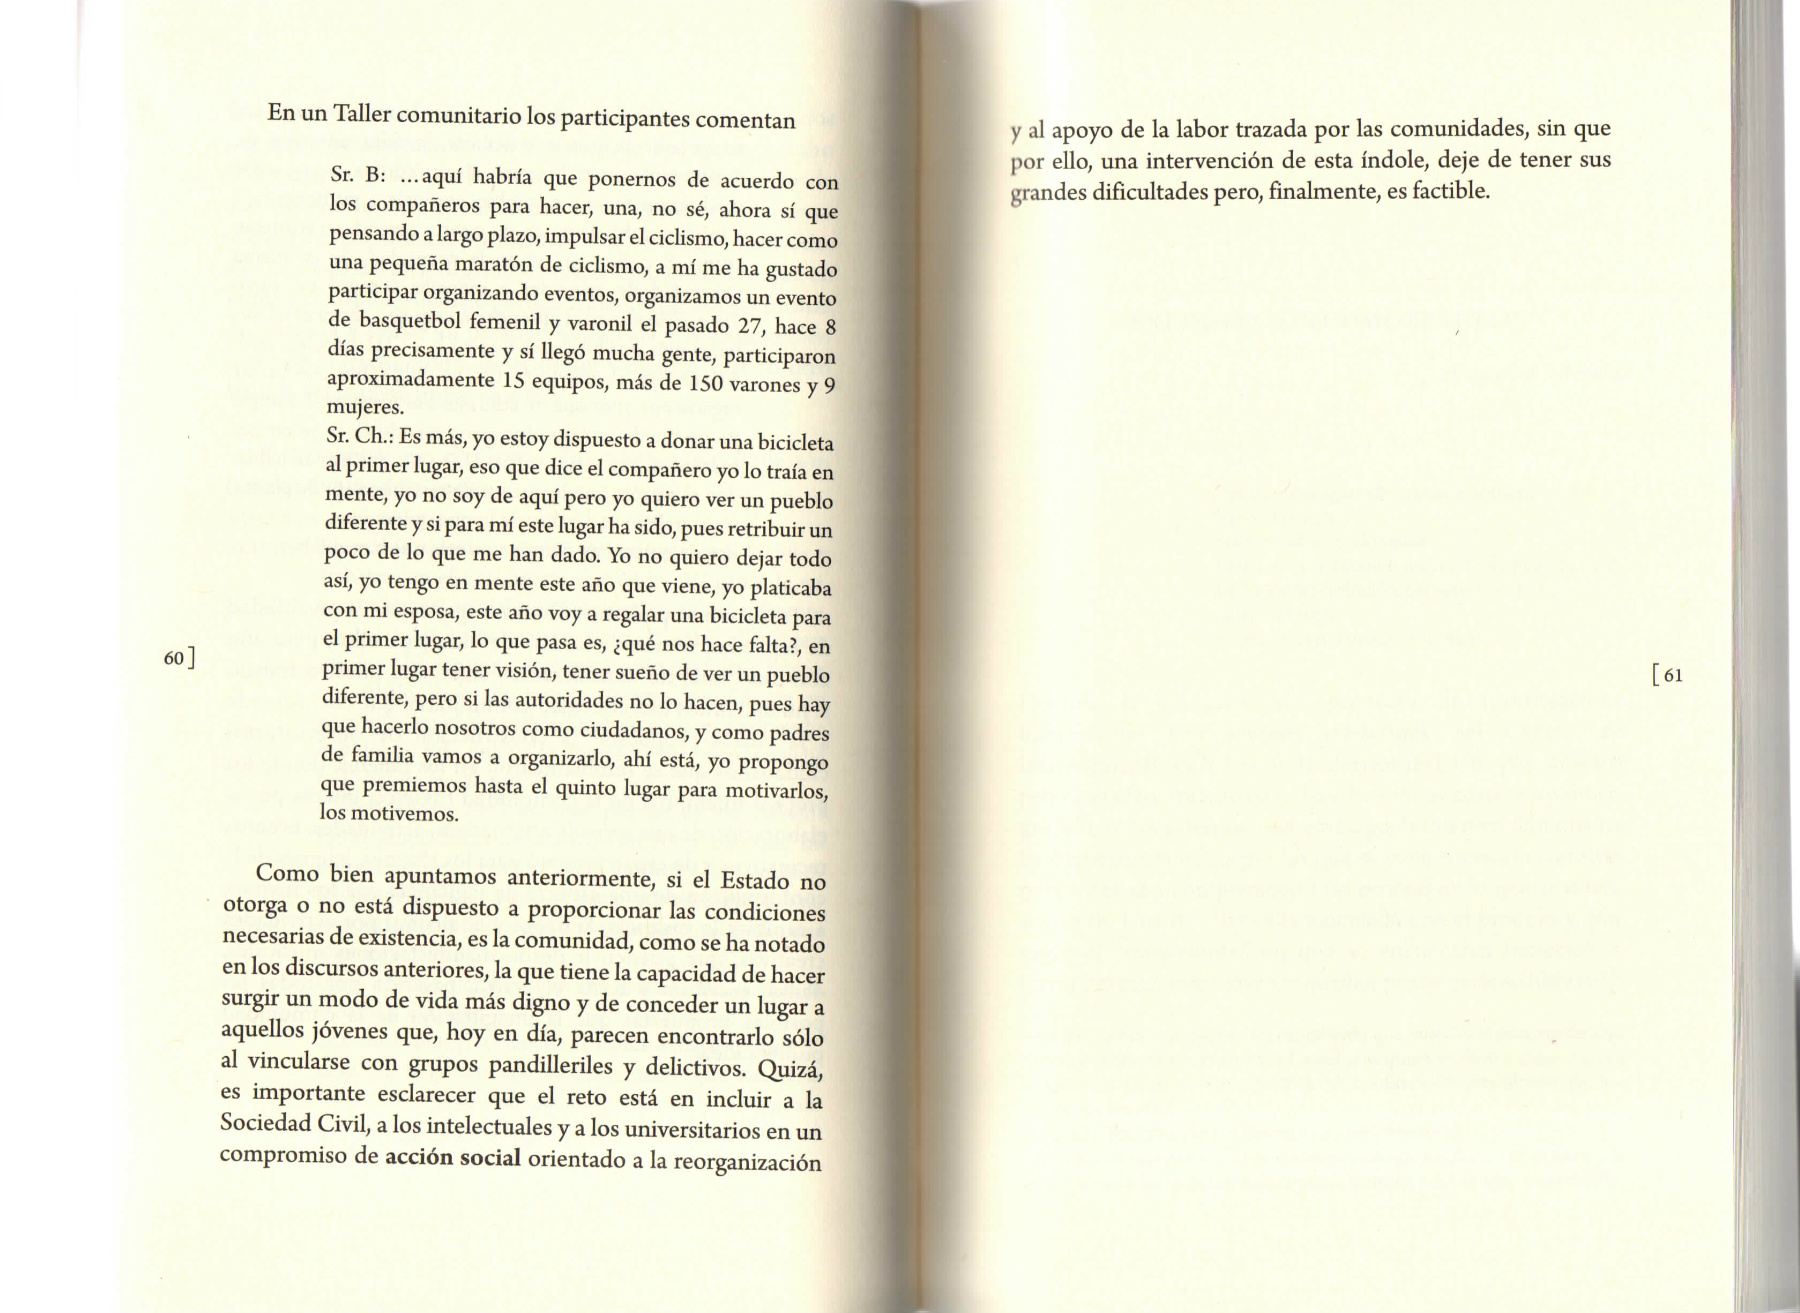 En un Taller comunitario los participantes comentan
Sr. B: ...aquí habría que ponernos de acuerdo con
los compañeros para hacer, una, no sé, ahora sí que
pensando a largo plazo, impulsar el ciclismo, hacer como
una pequeña maratón de ciclismo, a mí me ha gustado
participar organizando eventos, organizamos un evento
de basquetbol femenil y varonil el pasado 27, hace 8
días precisamente y sí llegó mucha gente, participaron
aproximadamente 15 equipos, más de 150 varones y 9
mujeres.
Sr. Ch.: Es más, yo estoy dispuesto a donar una bicicleta
al primer lugar, eso que dice el compañero yo lo traía en
mente, yo no soy de aquí pero yo quiero ver un pueblo
diferente y si para mí este lugar ha sido, pues retribuir un
poco de lo que me han dado. Yo no quiero dejar todo
así, yo tengo en mente este año que viene, yo platicaba
con mi esposa, este año voy a regalar una bicicleta para
el primer lugar, lo que pasa es, ¿qué nos hace falta?, en
primer lugar tener visión, tener sueño de ver un pueblo
diferente, pero si las autoridades no lo hacen, pues hay
que hacerlo nosotros como ciudadanos, y como padres
de familia vamos a organizarlo, ahí está, yo propongo
que premiemos hasta el quinto lugar para motivarlos,
los motivemos.
Como bien apuntamos anteriormente, si el Estado no
otorga o no está dispuesto a proporcionar las condiciones
necesarias de existencia, es la comunidad, como se ha notado
en los discursos anteriores, la que tiene la capacidad de hacer
surgir un modo de vida más digno y de conceder un lugar a
aquellos jóvenes que, hoy en día, parecen encontrarlo sólo
al vincularse con grupos pandilleriles y delictivos. Quizá,
es importante esclarecer que el reto está en incluir a la
Sociedad Civil, a los intelectuales y a los universitarios en un
compromiso de acción social orientado a la reorganización
60]
y al apoyo de la labor trazada por las comunidades, sin que
por ello, una intervención de esta índole, deje de tener sus
grandes dificultades pero, finalmente, es factible.
[61